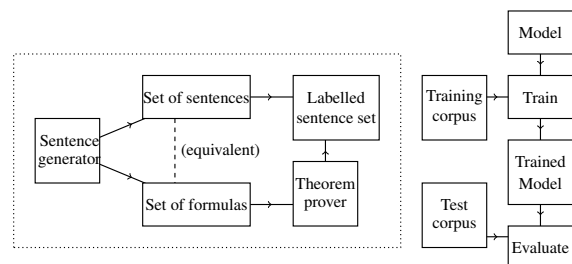 Sentence
generator
Set of sentences
(equivalent)
Set of formulas
Labelled
sentence set
Theorem
prover
Model
Training
corpus
Train
Trained
Model
Test
corpus
Evaluate